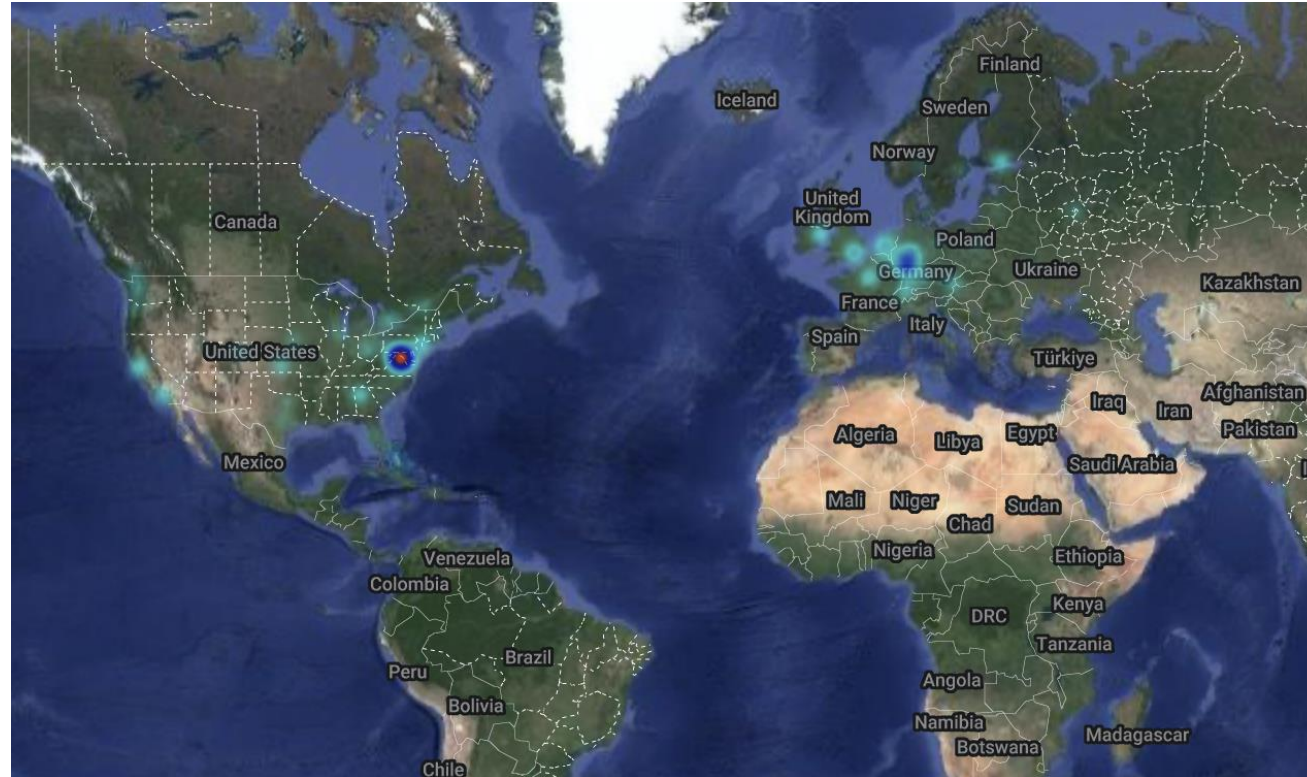 Finland
Iceland
Sweden
Norway
United
Kingdom
Canada
Poland
Germany
Ukraine
Kazakhstan
France
Italy
Spain
United States
Türkiye
Afghanistan
Iraq
Iran
Pakistan
Algeria
Libya
Egypt
Mexico
Saudi Arabia
Mali
Niger
Sudan
Chad
Nigeria
Ethiopia
Venezuela
Colombia
Kenya
DRC
Tanzania
Brazil
Peru
Angola
Bolivia
Namibia
Madagascar
Botswana
Chile